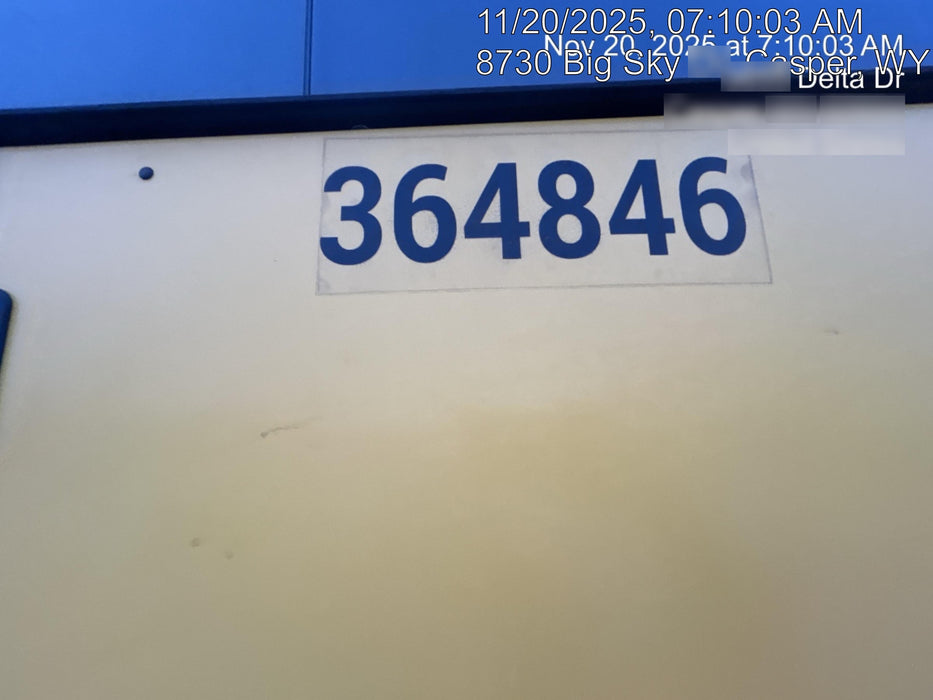 11/20/2025, 07:10:03 AM
Nov 20, 2025 at 7:10:03 AM
8730 Big Sky Casper, WY
Delta Dr
364846